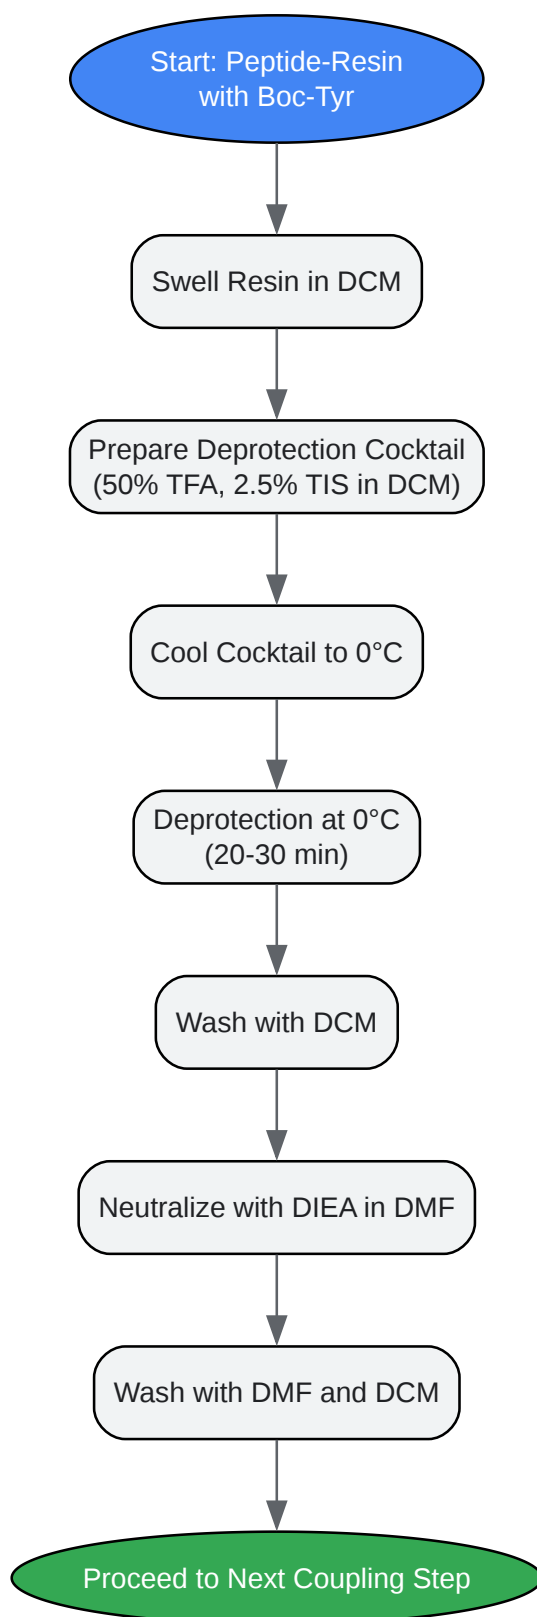 Start: Peptide-Resin
with Boc-Tyr
Swell Resin in DCM
Prepare Deprotection Cocktail
(50% TFA, 2.5% TIS in DCM)
Cool Cocktail to 0°C
Deprotection at 0°C
(20-30 min)
Wash with DCM
Neutralize with DIEA in DMF
Wash with DMF and DCM
Proceed to Next Coupling Step